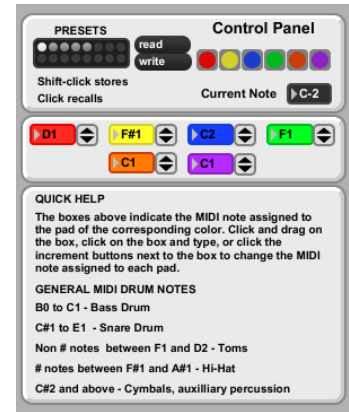 PRESETS
Control Panel
read
write
Shift-click stores
Click recalls
Current Note
C-2
D1
F#1
C2
F1
C1
C1
QUICK HELP
The boxes above indicate the MIDI note assigned to
the pad of the corresponding color. Click and drag on
the box, click on the box and type, or click the
increment buttons next to the box to change the MIDI
note assigned to each pad.
GENERAL MIDI DRUM NOTES
B0 to C1 - Bass Drum
C#1 to E1 - Snare Drum
Non # notes between F1 and D2 - Toms
# notes between F#1 and A#1 - Hi-Hat
C#2 and above - Cymbals, auxilliary percussion